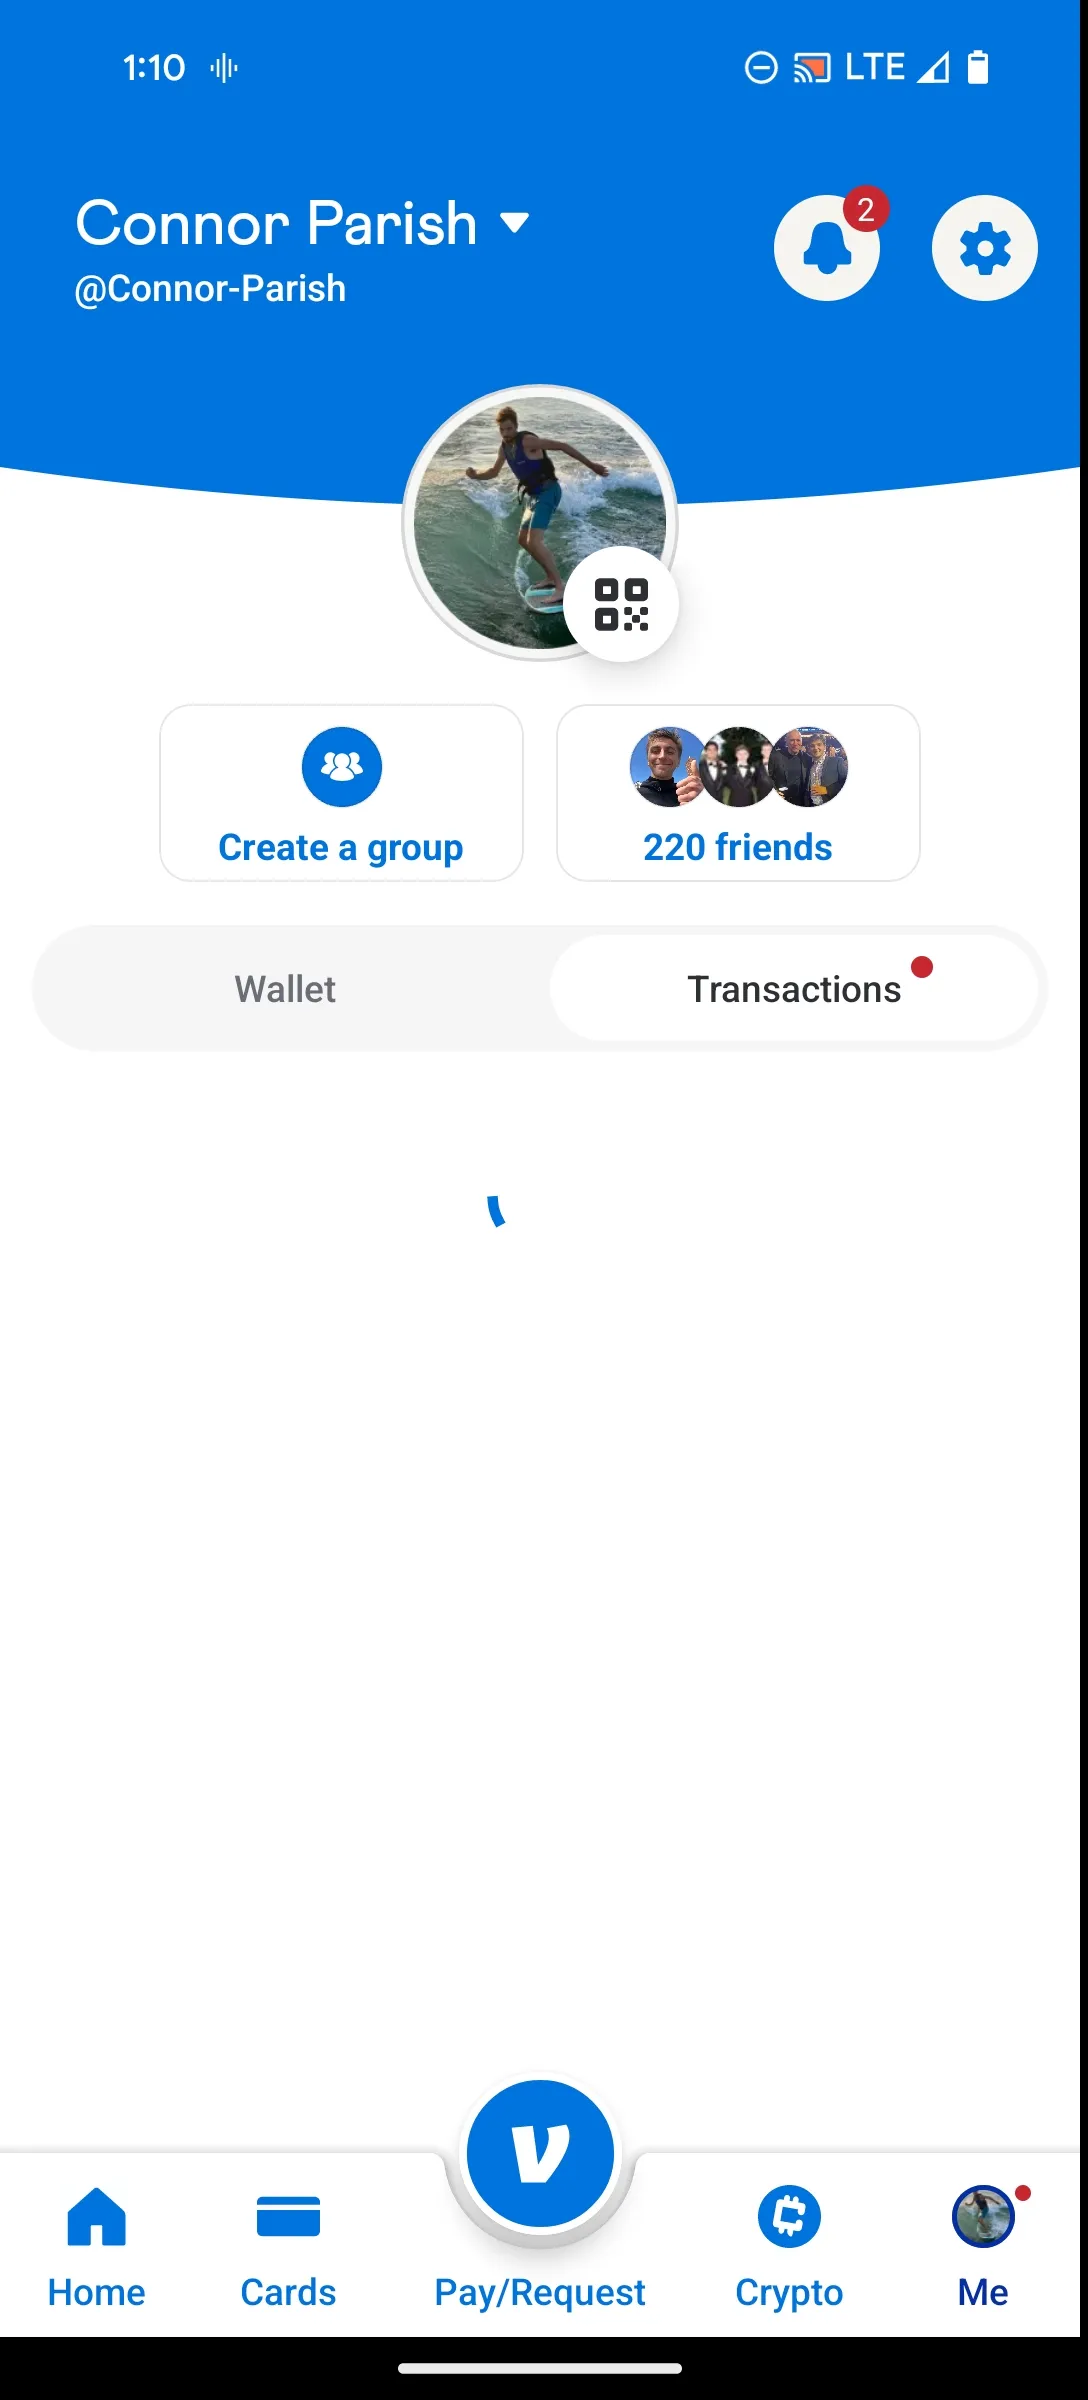 1:10
LTE
Connor Parish
2
@Connor-Parish
Create a group
220 friends
Wallet
Transactions
Home
Cards
Pay/Request
Crypto
Me